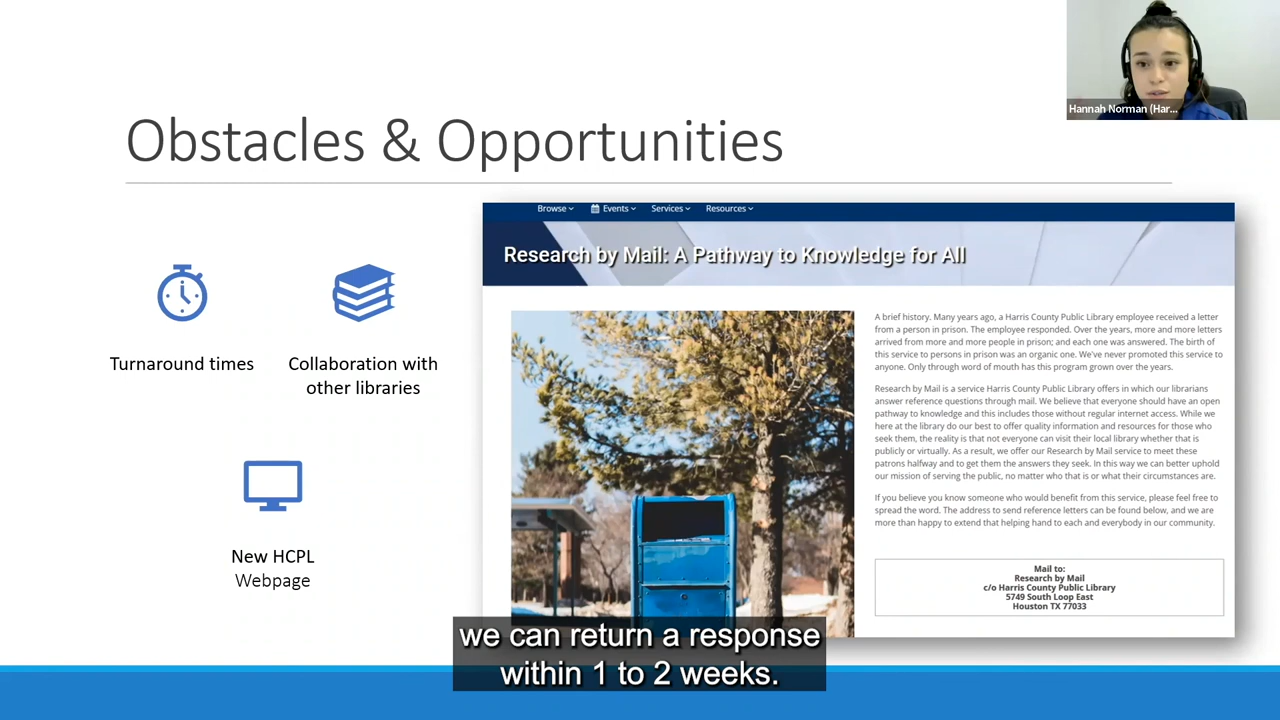 Hannah Norman (Har...
Obstacles & Opportunities
Turnaround times
Collaboration with
other libraries
New HCPL
Webpage
Browse
Events
Services
Resources
Research by Mail: A Pathway to Knowledge for All
A brief history. Many years ago, a Harris County Public Library employee received a letter
from a person in prison. The employee responded. Over the years, more and more letters
arrived from more and more people in prison; and each one was answered. The birth of
this service to persons in prison was an organic one. We've never promoted this service to
anyone. Only through word of mouth has this program grown over the years.
Research by Mail is a service Harris County Public Library offers in which our librarians
answer reference questions through mail. We believe that everyone should have an open
pathway to knowledge and this includes those without regular internet access. While we
here at the library do our best to offer quality information and resources for those who
seek them, the reality is that not everyone can visit their local library whether that is
publicly or virtually. As a result, we offer our Research by Mail service to meet these
patrons halfway and to get them the answers they seek. In this way we can better uphold
our mission of serving the public, no matter who that is or what their circumstances are.
If you believe you know someone who would benefit from this service, please feel free to
spread the word. The address to send reference letters can be found below, and we are
more than happy to extend that helping hand to each and everybody in our community.
Mail to:
Research by Mail
c/o Harris County Public Library
5749 South Loop East
Houston TX 77033
we can return a response
within 1 to 2 weeks.